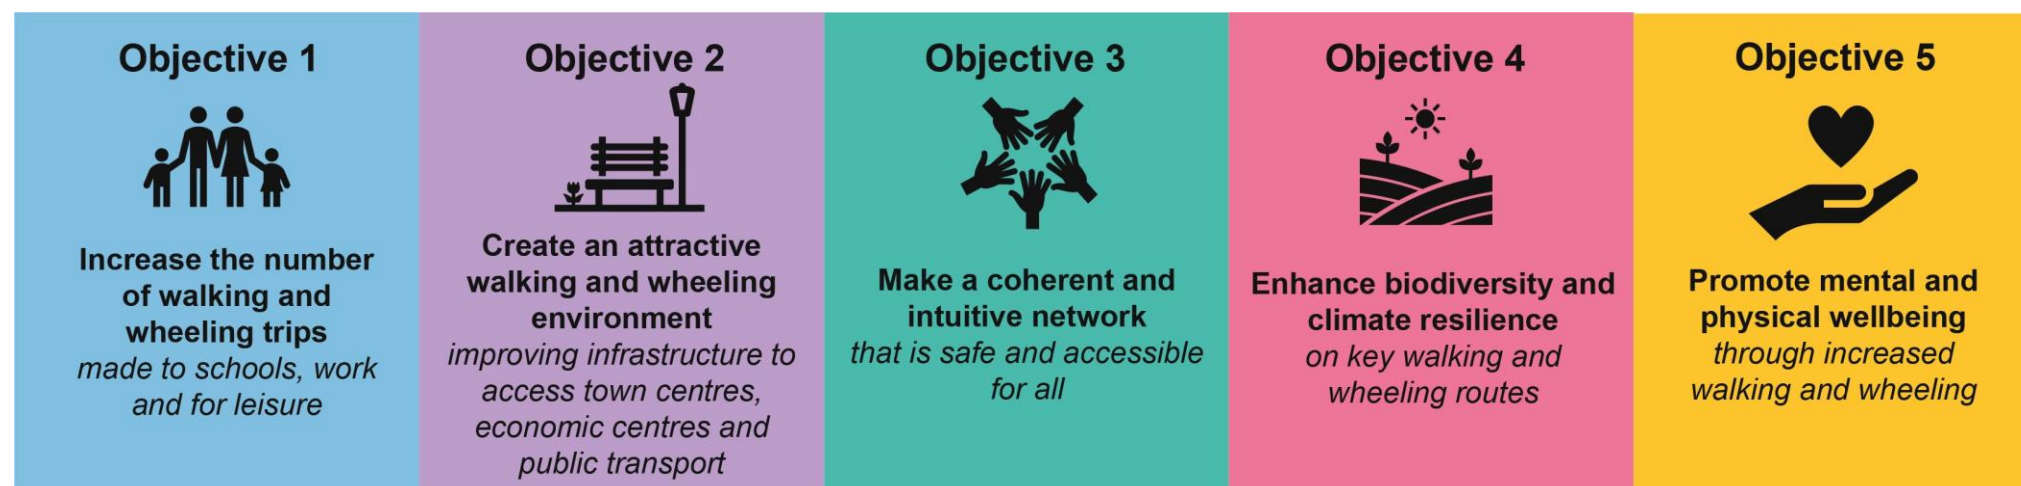 Objective 1
Increase the number
of walking and
wheeling trips
made to schools, work
and for leisure
Objective 2
Create an attractive
walking and wheeling
environment
improving infrastructure to
access town centres,
economic centres and
public transport
Objective 3
Make a coherent and
intuitive network
that is safe and accessible
for all
Objective 4
Enhance biodiversity and
climate resilience
on key walking and
wheeling routes
Objective 5
Promote mental and
physical wellbeing
through increased
walking and wheeling